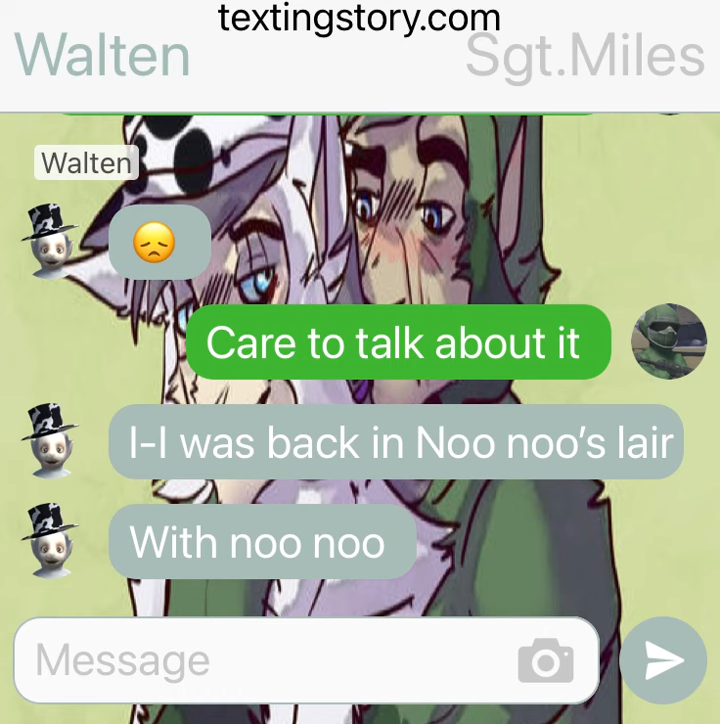 textingstory.com
Walten
Sgt.Miles
Walten
😞
Care to talk about it
I-I was back in Noo noo’s lair
With noo noo
Message